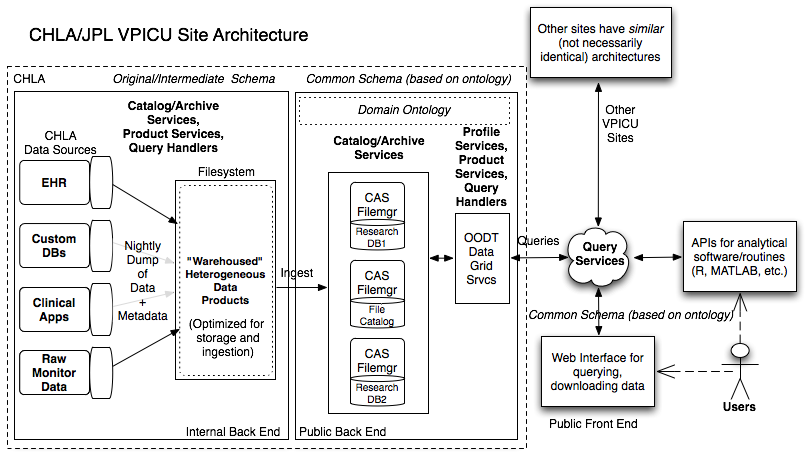 CHLA/JPL VPICU Site Architecture
Other sites have similar
(not necessarily
identical) architectures
CHLA
Original/Intermediate Schema
Common Schema (based on ontology)
Catalog/Archive
Services,
Product Services,
Query Handlers
Domain Ontology
Other
VPICU
Sites
CHLA
Data Sources
Filesystem
Catalog/Archive
Services
Profile
Services,
Product
Services,
Query
Handlers
EHR
Custom
DBs
Clinical
Apps
Raw
Monitor
Data
Nightly
Dump
of
Data
+
Metadata
"Warehoused"
Heterogeneous
Data
Products
(Optimized for
storage and
ingestion)
Ingest
CAS
Filemgr
Research
DB1
CAS
Filemgr
File
Catalog
CAS
Filemgr
Research
DB2
OODT
Data
Grid
Srvcs
Queries
Query
Services
APIs for analytical
software/routines
(R, MATLAB, etc.)
Common Schema (based on ontology)
Web Interface for
querying,
downloading data
Users
Internal Back End
Public Back End
Public Front End